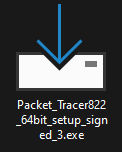 Packet_Tracer822
_64bit_setup_sign
ed_3.exe